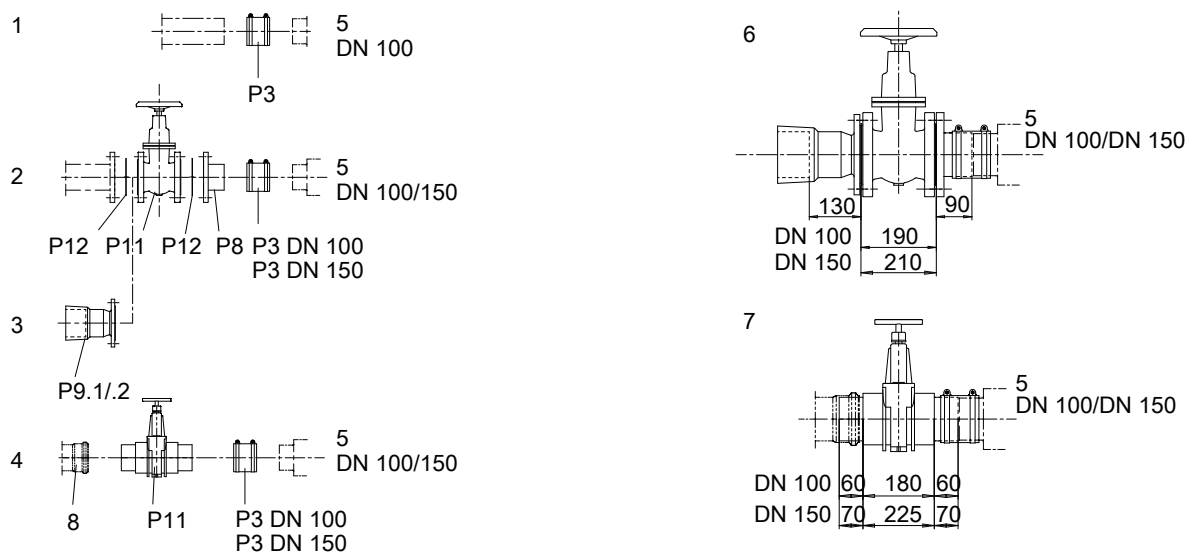 1
5
DN 100
P3
2
5
DN 100/150
P12 P11 P12 P8 P3 DN 100
P3 DN 150
3
P9.1/.2
4
5
DN 100/150
8 P11 P3 DN 100
P3 DN 150
6
5
DN 100/DN 150
130 90
DN 100 190
DN 150 210
7
5
DN 100/DN 150
DN 100 60 180 60
DN 150 70 225 70